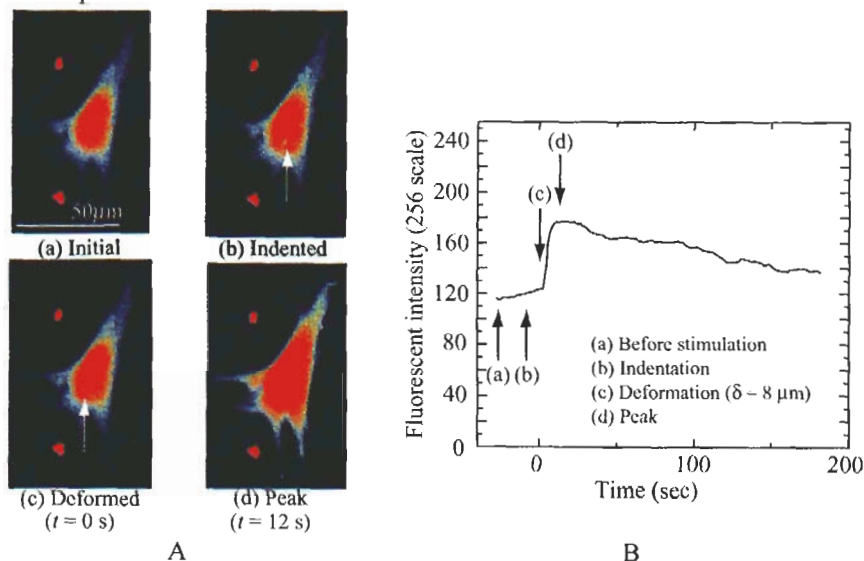 50µm
(a) Initial
(b) Indented
(c) Deformed
(t = 0 s)
(d) Peak
(t = 12 s)
A
Fluorescent intensity (256 scale)
240
200
160
120
80
40
0
(d)
(c)
(a) (b)
(a) Before stimulation
(b) Indentation
(c) Deformation (δ – 8 µm)
(d) Peak
0
100
200
Time (sec)
B